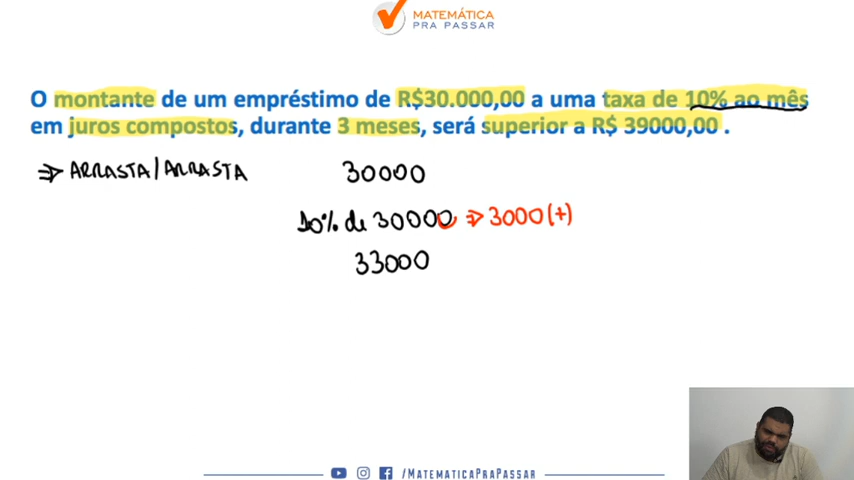 MATEMÁTICA
PRA PASSAR
O montante de um empréstimo de R$30.000,00 a uma taxa de 10% ao mês
em juros compostos, durante 3 meses, será superior a R$ 39000,00 .
⇒ ARRASTA/ARRASTA
30000
10% de 30000 ⇒ 3000(+)
33000
/MATEMATICAPRAPASSAR